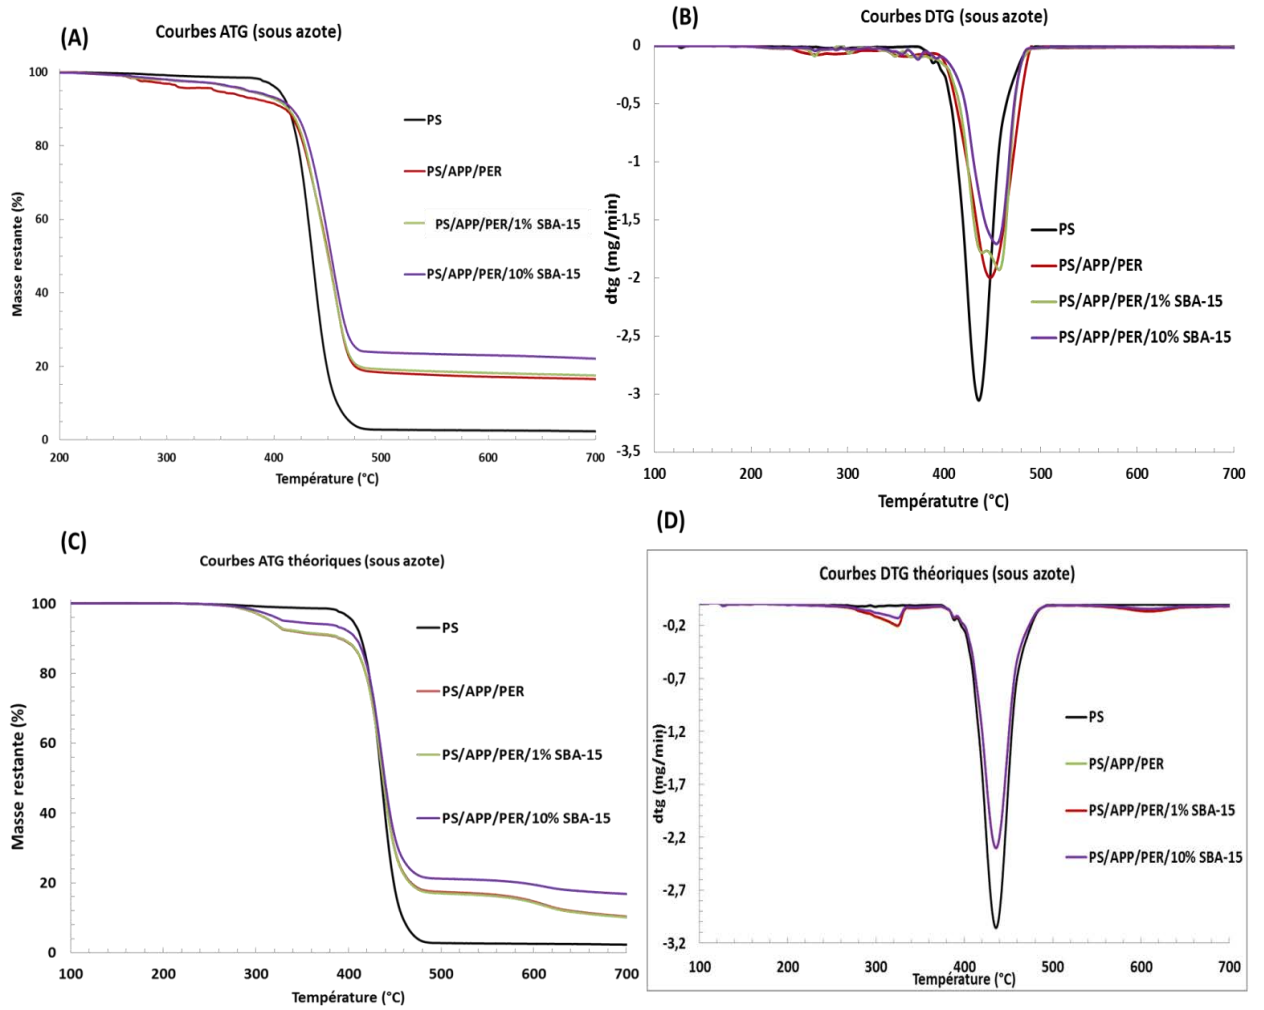 (A)
Courbes ATG (sous azote)
Masse restante (%)
100
80
60
40
20
0
200
300
400
500
600
700
Température (°C)
PS
PS/APP/PER
PS/APP/PER/1% SBA-15
PS/APP/PER/10% SBA-15
(B)
Courbes DTG (sous azote)
dtg (mg/min)
0
-0,5
-1
-1,5
-2
-2,5
-3
-3,5
100
200
300
400
500
600
700
Températutre (°C)
PS
PS/APP/PER
PS/APP/PER/1% SBA-15
PS/APP/PER/10% SBA-15
(C)
Courbes ATG théoriques (sous azote)
Masse restante (%)
100
80
60
40
20
0
100
200
300
400
500
600
700
Température (°C)
PS
PS/APP/PER
PS/APP/PER/1% SBA-15
PS/APP/PER/10% SBA-15
(D)
Courbes DTG théoriques (sous azote)
dtg (mg/min)
-0,2
-0,7
-1,2
-1,7
-2,2
-2,7
-3,2
100
200
300
400
500
600
700
Température (°C)
PS
PS/APP/PER
PS/APP/PER/1% SBA-15
PS/APP/PER/10% SBA-15